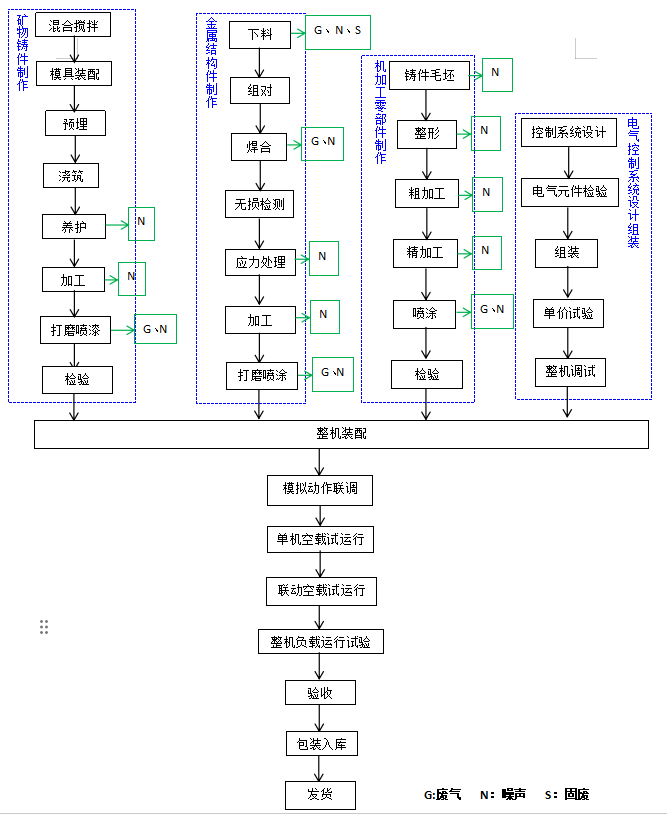 矿物铸件制作
混合搅拌
模具装配
预埋
浇筑
养护
N
加工
N
打磨喷漆
G、N
检验
金属结构件制作
下料
G、N、S
组对
焊合
G、N
无损检测
应力处理
N
加工
N
打磨喷涂
G、N
机加工零部件制作
铸件毛坯
N
整形
N
粗加工
N
精加工
N
喷涂
G、N
检验
电气控制系统设计组装
控制系统设计
电气元件检验
组装
单价试验
整机调试
整机装配
模拟动作联调
单机空载试运行
联动空载试运行
整机负载运行试验
验收
包装入库
发货
G:废气 N：噪声 S：固废